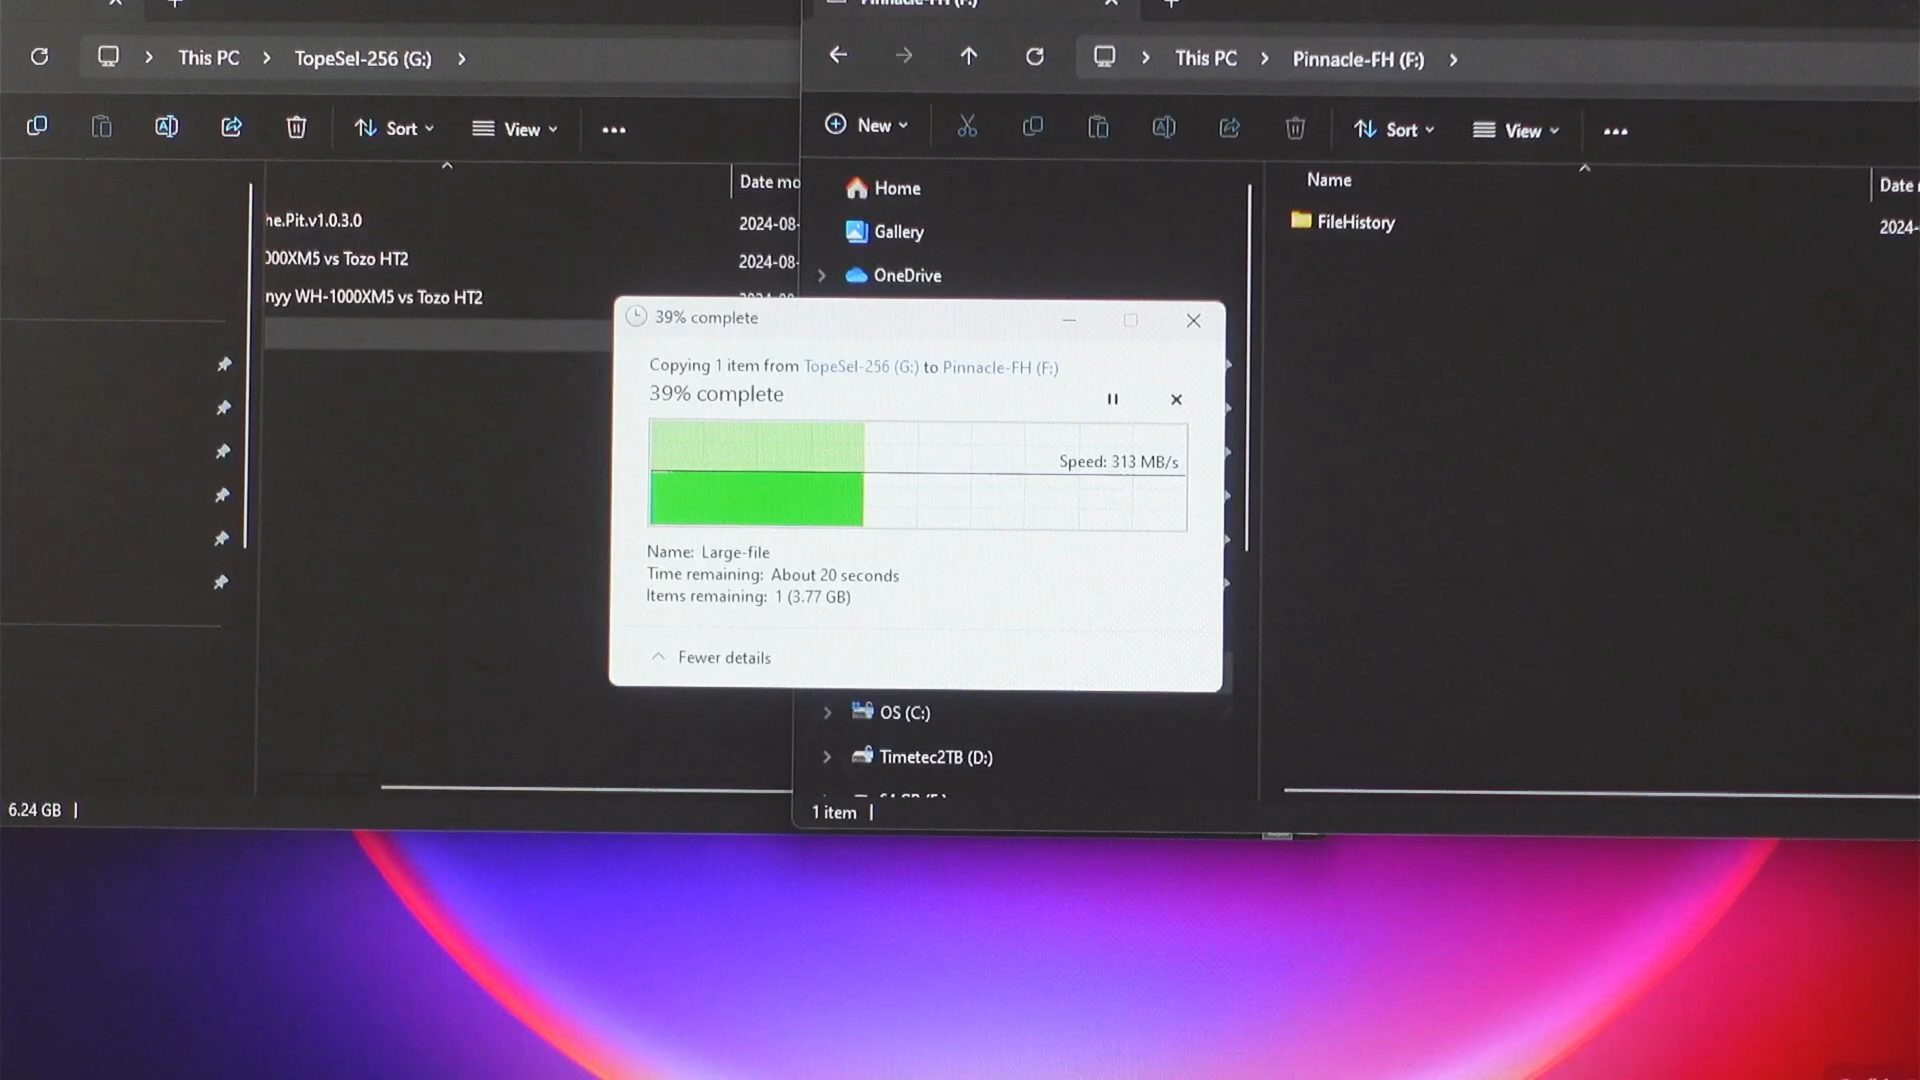 Pinnacle-FH (F:)
This PC > TopeSel-256 (G:) >
This PC > Pinnacle-FH (F:) >
Sort
View
New
Sort
View
Date mo
he.Pit.v1.0.3.0
2024-08-
000XM5 vs Tozo HT2
2024-08-
nyy WH-1000XM5 vs Tozo HT2
Home
Gallery
OneDrive
Name
Date
FileHistory
2024-
39% complete
Copying 1 item from TopeSel-256 (G:) to Pinnacle-FH (F:)
39% complete
Speed: 313 MB/s
Name: Large-file
Time remaining: About 20 seconds
Items remaining: 1 (3.77 GB)
Fewer details
OS (C:)
Timetec2TB (D:)
6.24 GB
1 item